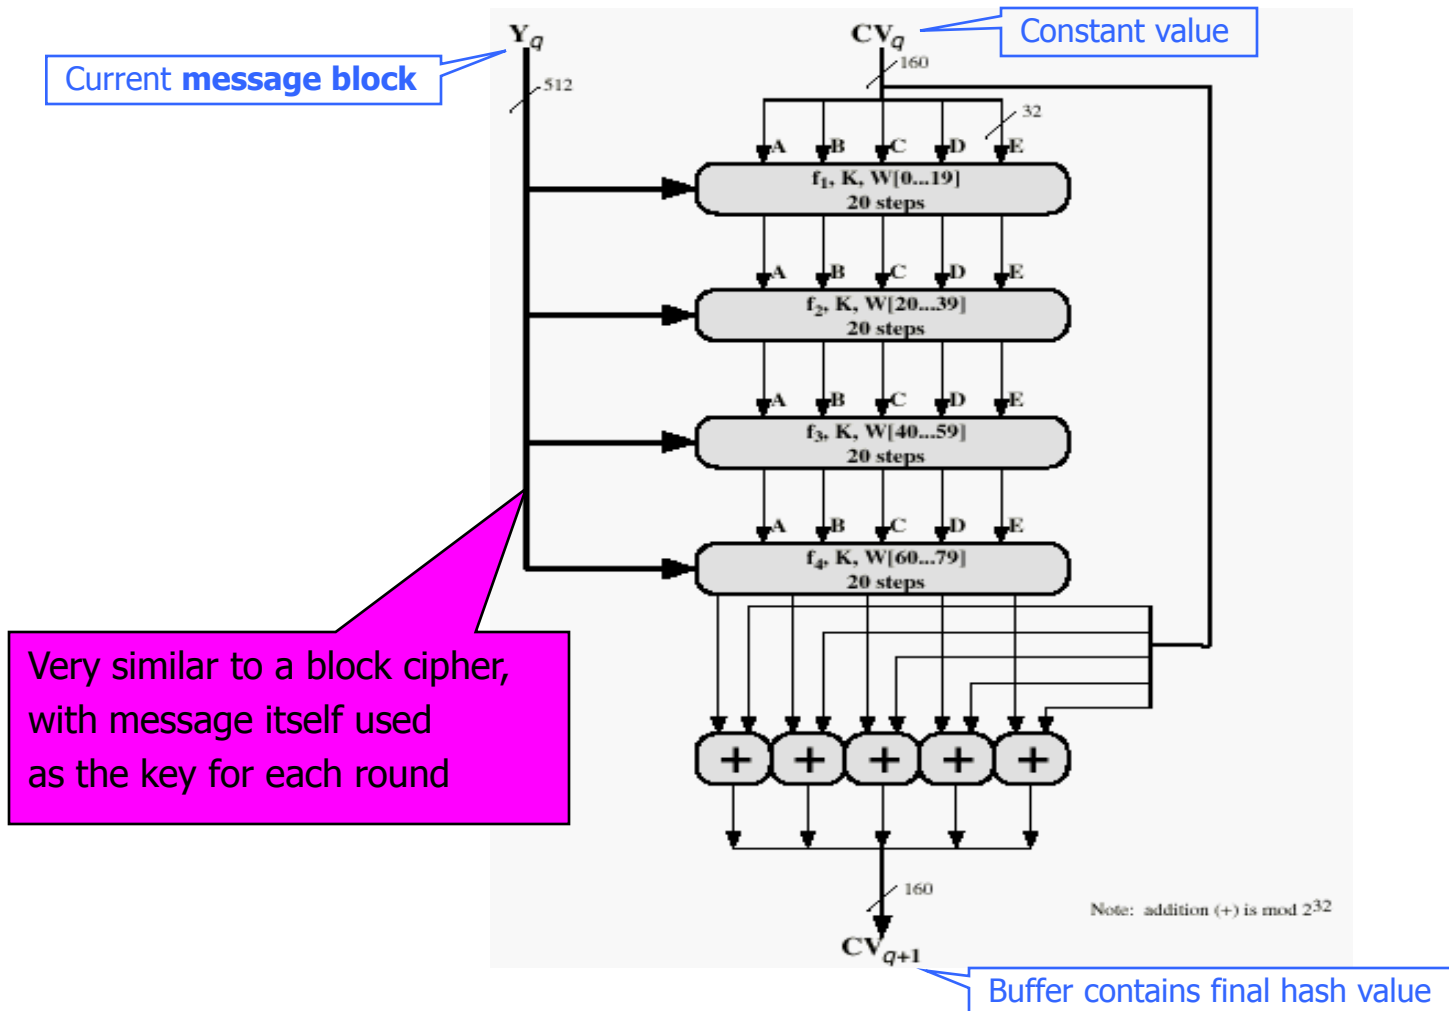 Y_q
CV_q
Constant value
Current message block
160
512
32
A B C D E
f₁, K, W[0...19]
20 steps
A B C D E
f₂, K, W[20...39]
20 steps
A B C D E
f₃, K, W[40...59]
20 steps
A B C D E
f₄, K, W[60...79]
20 steps
Very similar to a block cipher,
with message itself used
as the key for each round
+ + + + +
160
Note: addition (+) is mod 2³²
CV_q+1
Buffer contains final hash value